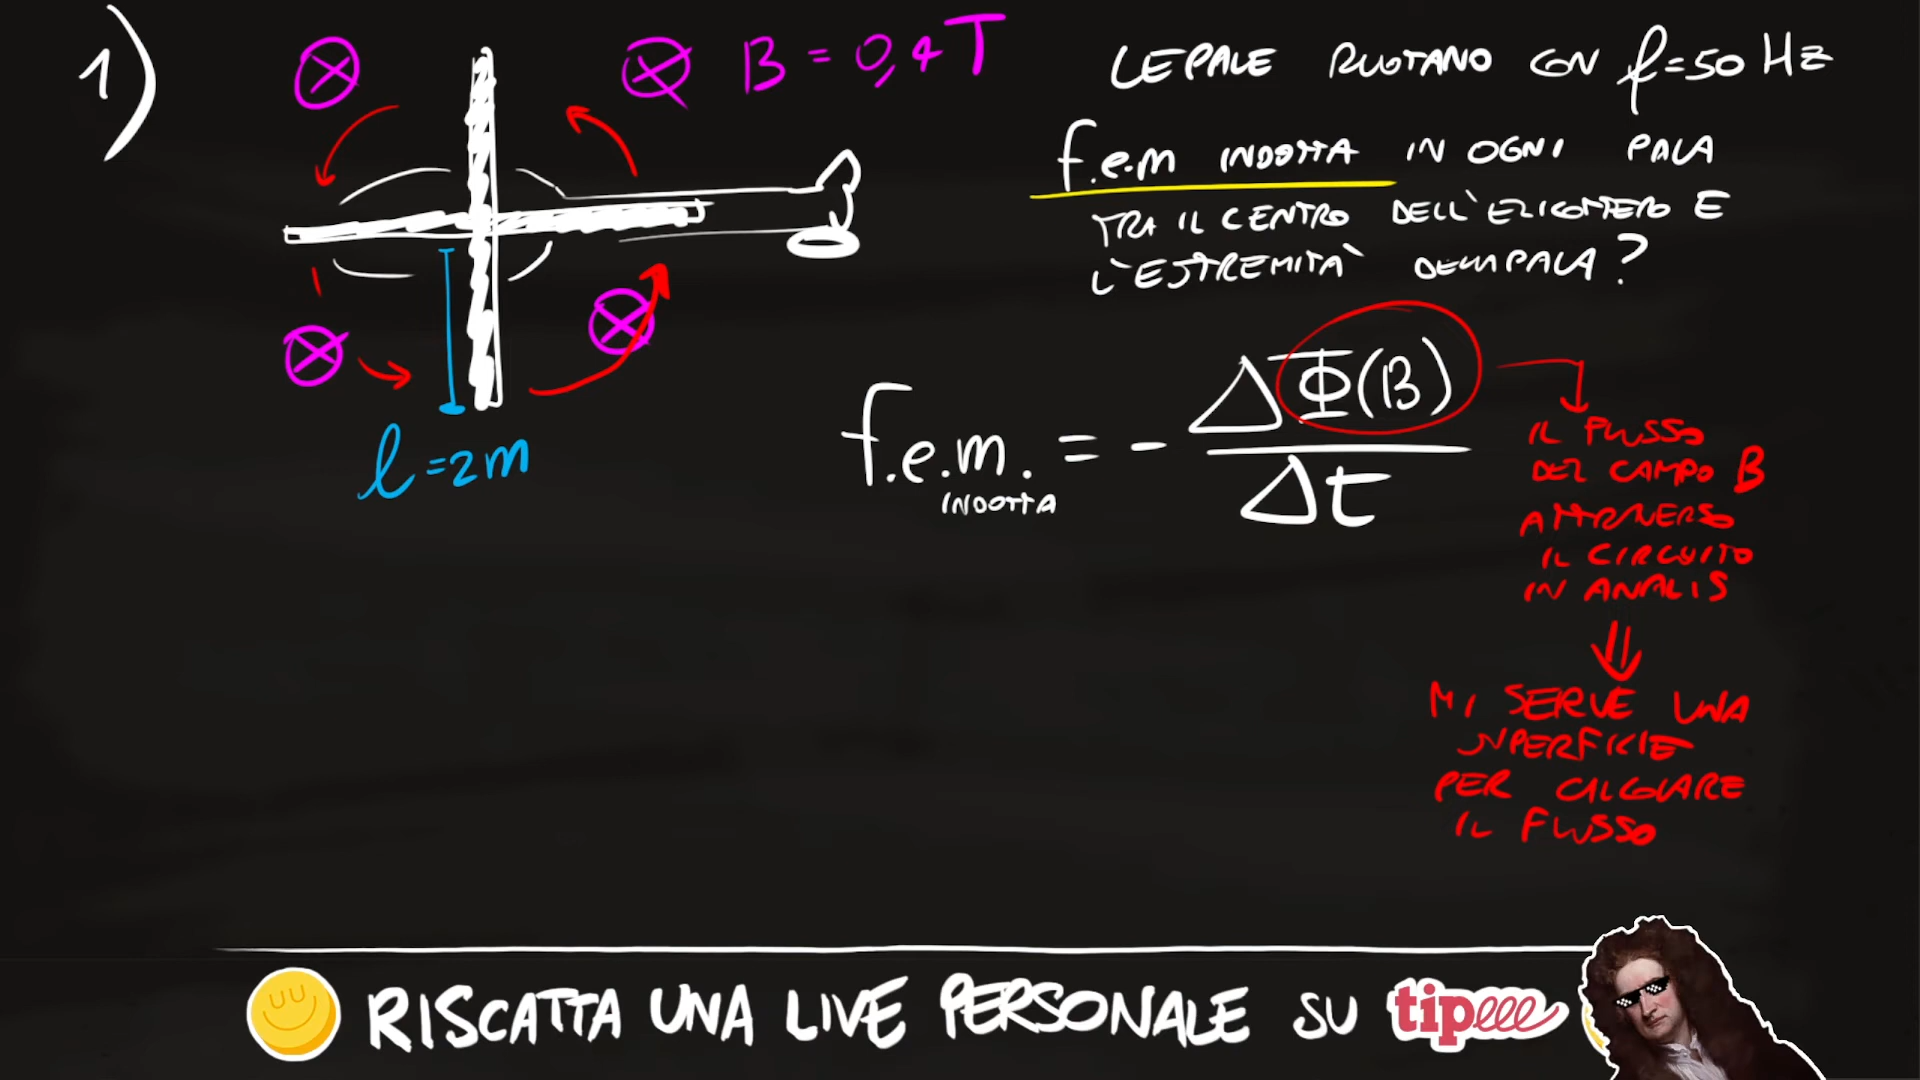 1)
B = 0,4T
l = 2m
LE PALE RUOTANO CON f = 50 Hz
f.e.m INDOTTA IN OGNI PALA
TRA IL CENTRO DELL'ELICOTTERO E
L'ESTREMITÀ DELLA PALA?
f.e.m. INDOTTA = - ΔΦ(B) / Δt
IL FLUSSO
DEL CAMPO B
ATTRAVERSO
IL CIRCUITO
IN ANALIS
⇓
MI SERVE UNA
SUPERFICIE
PER CALCOLARE
IL FLUSSO
RISCATTA UNA LIVE PERSONALE SU tipeee